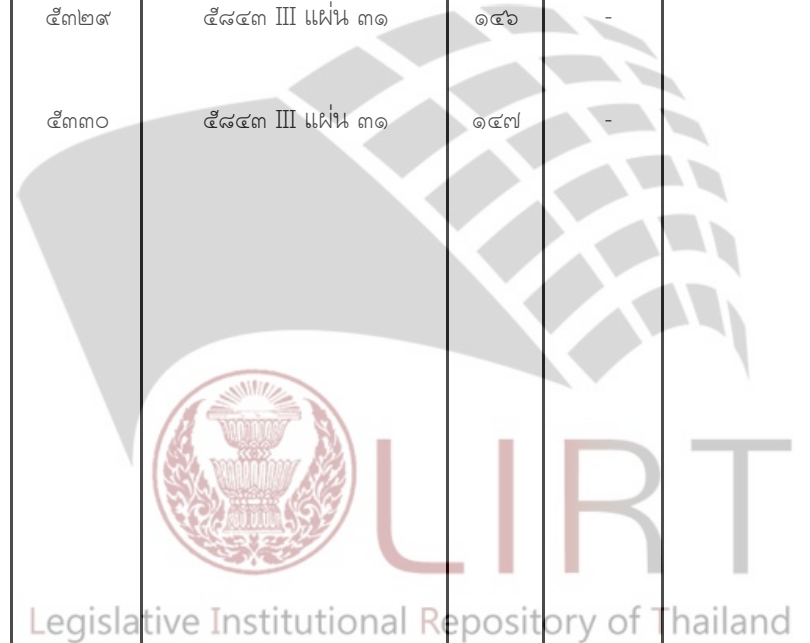 ๕๓๒๙ ๕๘๔๓ III แผ่น ๓๑ ๑๔๖ -
๕๓๓๐ ๕๘๔๓ III แผ่น ๓๑ ๑๔๗ -
LIRT
Legislative Institutional Repository of Thailand